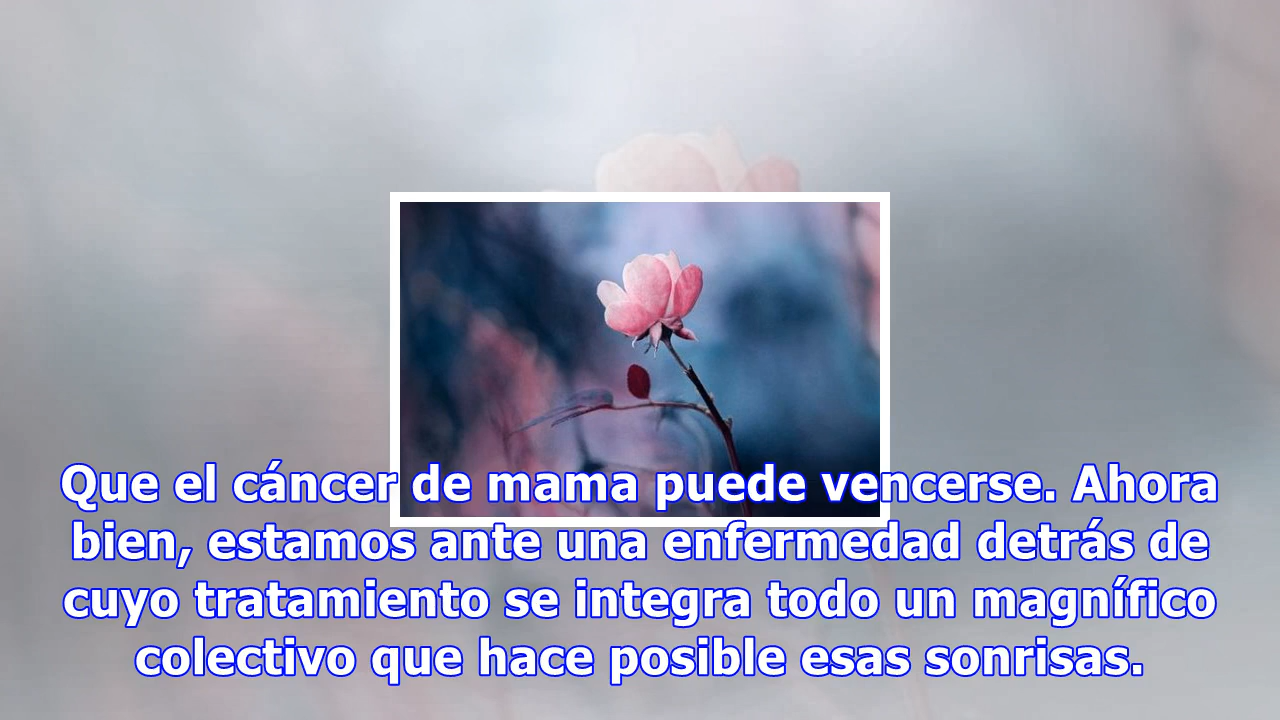 Que el cáncer de mama puede vencerse. Ahora
bien, estamos ante una enfermedad detrás de
cuyo tratamiento se integra todo un magnífico
colectivo que hace posible esas sonrisas.